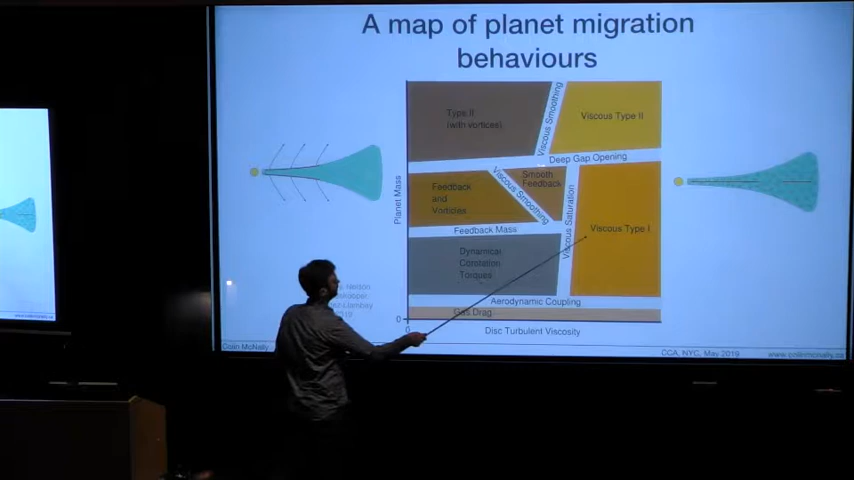 A map of planet migration
behaviours
Type II
(with vortices)
Viscous Smoothing
Viscous Type II
Deep Gap Opening
Planet Mass
Feedback
and
Vortices
Viscous Smoothing
Smooth
Feedback
Viscous Saturation
Viscous Type I
Feedback Mass
Dynamical
Corotation
Torques
Aerodynamic Coupling
Gas Drag
0
0
Disc Turbulent Viscosity
Nelson
2019
Colin McNally
CCA, NYC, May 2019
www.colinmcnally.ca